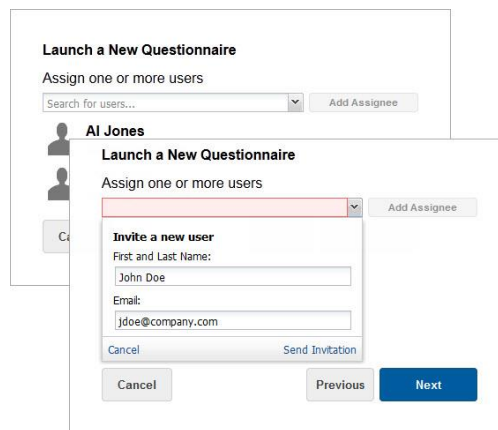 Launch a New Questionnaire
Assign one or more users
Search for users... Add Assignee
Al Jones
Launch a New Questionnaire
Assign one or more users
Add Assignee
Invite a new user
First and Last Name:
John Doe
Email:
jdoe@company.com
Cancel Send Invitation
Cancel Previous Next